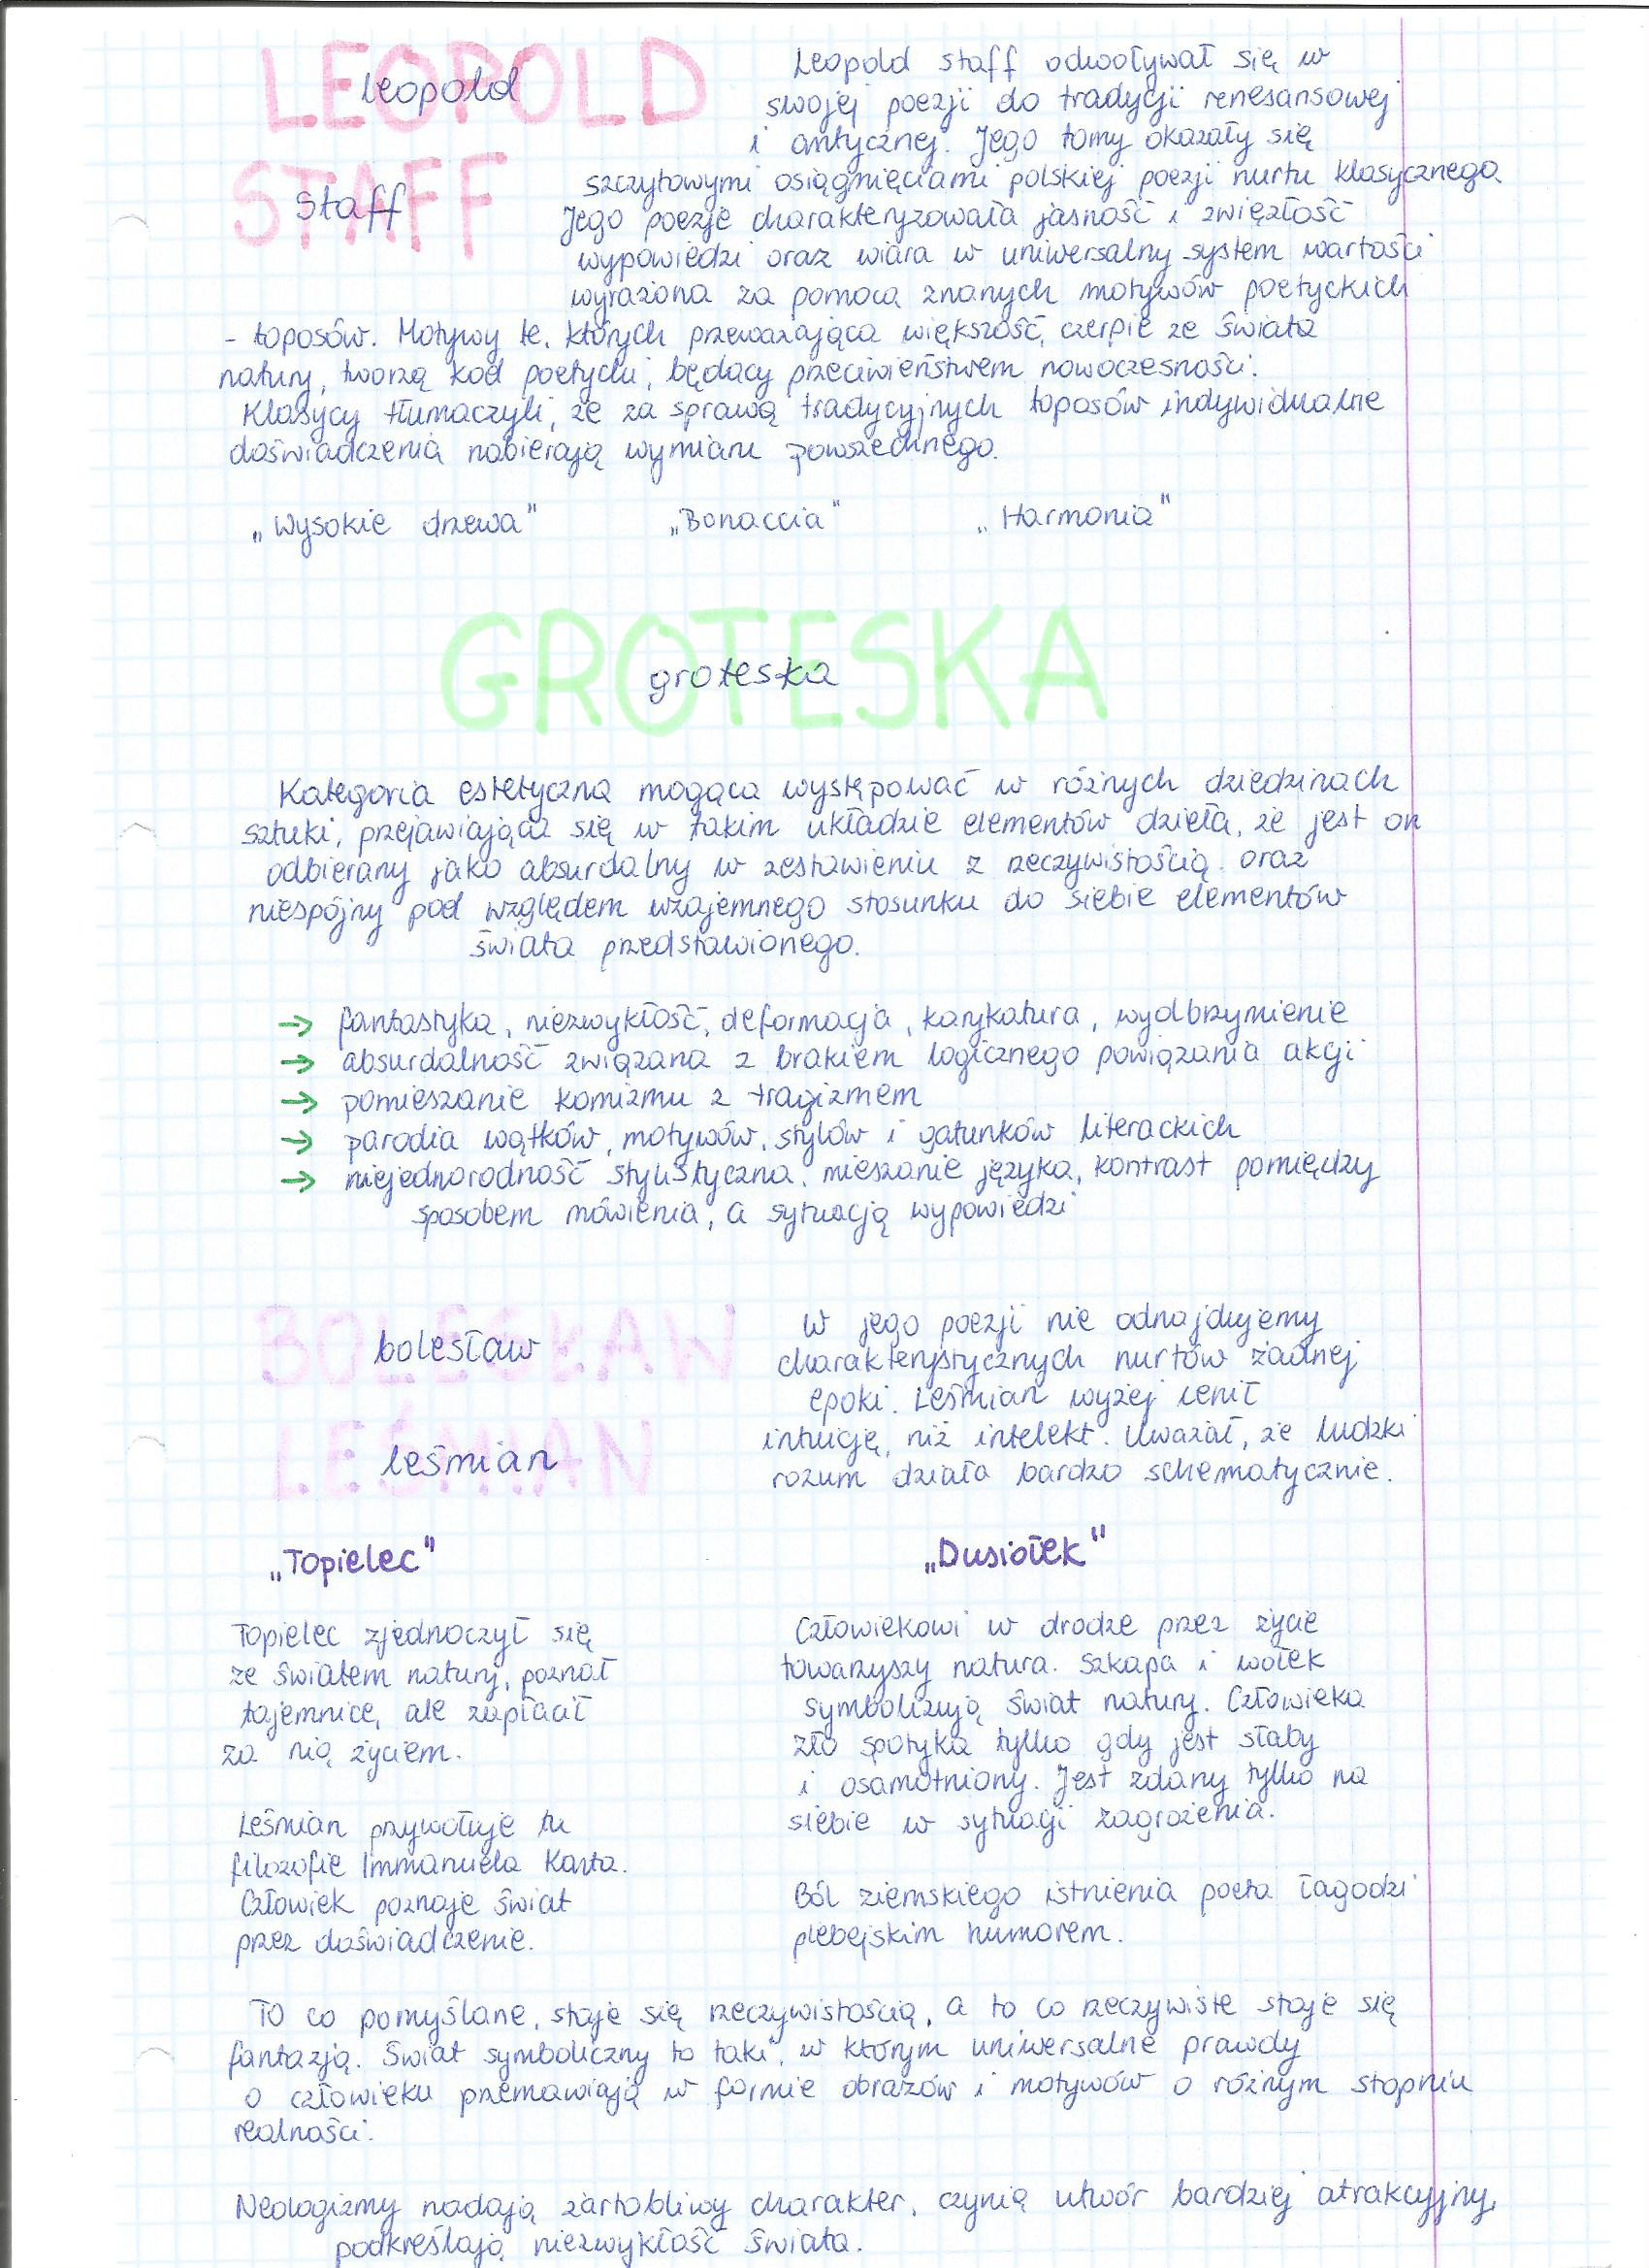 LEOPOLD
leopold
STAFF
staff
Leopold staff odwoływał się w
swojej poezji do tradycji renesansowej
i antycznej. Jego tomy okazały się
szczytowymi osiągnięciami polskiej poezji nurtu klasycznego.
Jego poezje charakteryzowała jasność i zwięzłość
wypowiedzi oraz wiara w uniwersalny system wartości
wyrażona za pomocą znanych motywów poetyckich
- toposów. Motywy te, których przeważająca większość, czerpie ze świata
natury, tworzą kod poetycki, będący przeciwieństwem nowoczesności.
Klasycy tłumaczyli, że za sprawą tradycyjnych toposów indywidualne
doświadczenia nabierają wymiaru powszechnego.
„Wysokie drzewa" „Bonaccia" „Harmonia"
GROTESKA
groteska
Kategoria estetyczna mogąca występować w różnych dziedzinach
sztuki, przejawiająca się w takim układzie elementów dzieła, że jest on
odbierany jako absurdalny w zestawieniu z rzeczywistością oraz
niespójny pod względem wzajemnego stosunku do siebie elementów
świata przedstawionego.
→ fantastyka, niezwykłość, deformacja, karykatura, wyolbrzymienie
→ absurdalność związana z brakiem logicznego powiązania akcji
→ pomieszanie komizmu z tragizmem
→ parodia wątków, motywów, stylów i gatunków literackich
→ niejednorodność stylistyczna, mieszanie języka, kontrast pomiędzy
sposobem mówienia, a sytuacją wypowiedzi
BOLESŁAW
bolesław
LEŚMIAN
leśmian
W jego poezji nie odnajdujemy
charakterystycznych nurtów żadnej
epoki. Leśmian wyżej cenił
intuicję, niż intelekt. Uważał, że ludzki
rozum działa bardzo schematycznie.
„Topielec"
Topielec zjednoczył się
ze światem natury, poznał
tajemnice, ale zapłacił
za nią życiem.
Leśmian przywołuje tu
filozofie Immanuela Kanta.
Człowiek poznaje świat
przez doświadczenie.
„Dusiołek"
Człowiekowi w drodze przez życie
towarzyszy natura. Szkapa i wołek
symbolizują świat natury. Człowieka
zło spotyka tylko gdy jest słaby
i osamotniony. Jest zdany tylko na
siebie w sytuacji zagrożenia.
Ból ziemskiego istnienia poeta łagodzi
plebejskim humorem.
To co pomyślane, staje się rzeczywistością, a to co rzeczywiste staje się
fantazją. Świat symboliczny to taki, w którym uniwersalne prawdy
o człowieku przemawiają w formie obrazów i motywów o różnym stopniu
realności.
Neologizmy nadają żartobliwy charakter, czynią utwór bardziej atrakcyjny,
podkreślają niezwykłość świata.